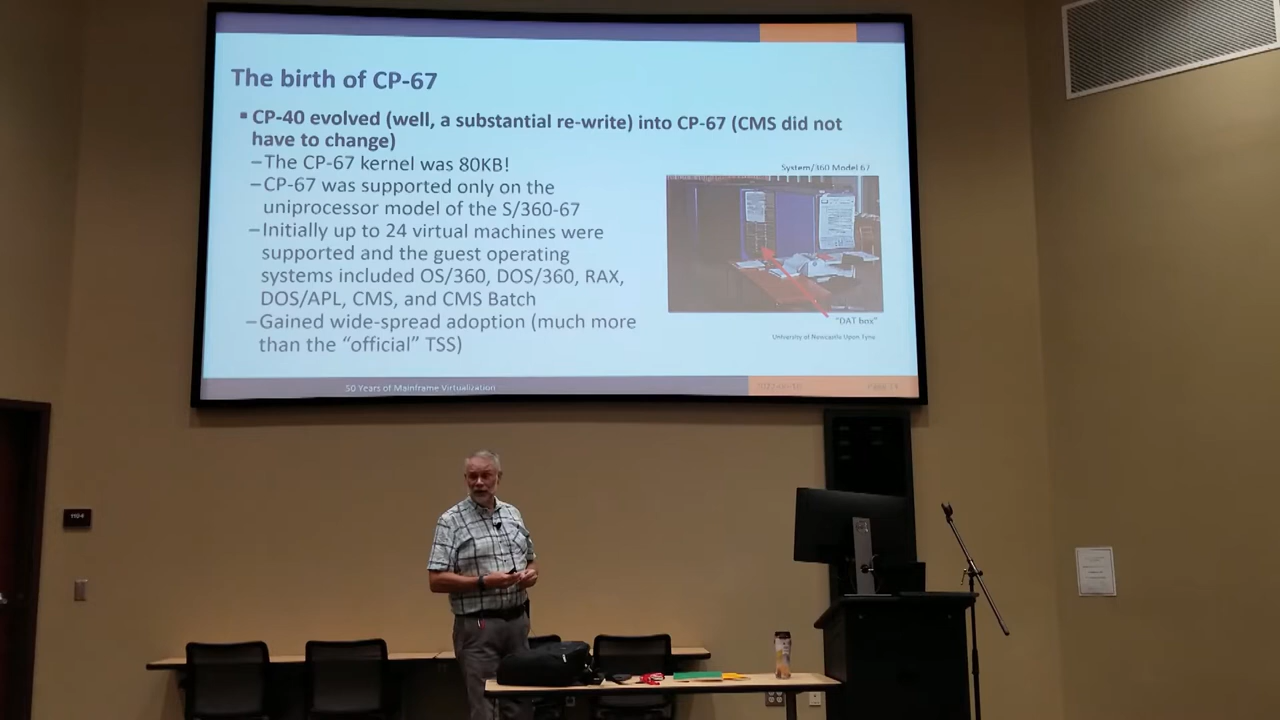 The birth of CP-67
▪ CP-40 evolved (well, a substantial re-write) into CP-67 (CMS did not
have to change)
–The CP-67 kernel was 80KB!
–CP-67 was supported only on the
uniprocessor model of the S/360-67
–Initially up to 24 virtual machines were
supported and the guest operating
systems included OS/360, DOS/360, RAX,
DOS/APL, CMS, and CMS Batch
–Gained wide-spread adoption (much more
than the “official” TSS)
System/360 Model 67
"DAT box"
University of Newcastle Upon Tyne
50 Years of Mainframe Virtualization
1104